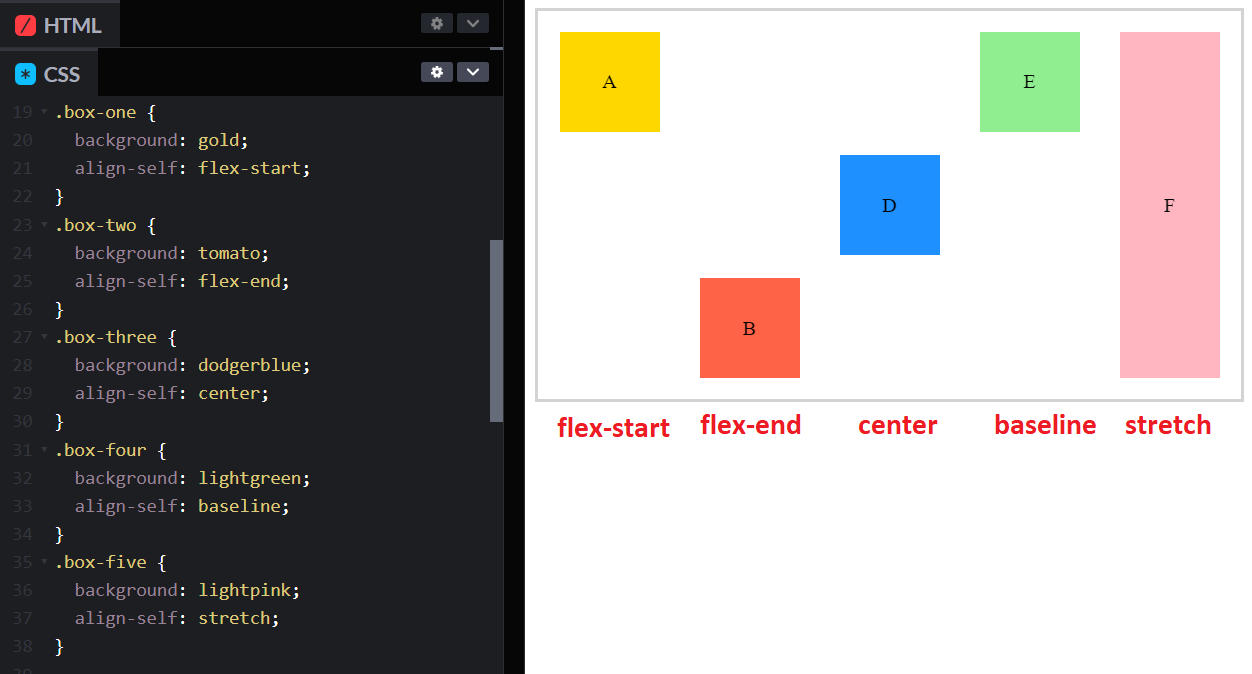 HTML
CSS
19 .box-one {
20 background: gold;
21 align-self: flex-start;
22 }
23 .box-two {
24 background: tomato;
25 align-self: flex-end;
26 }
27 .box-three {
28 background: dodgerblue;
29 align-self: center;
30 }
31 .box-four {
32 background: lightgreen;
33 align-self: baseline;
34 }
35 .box-five {
36 background: lightpink;
37 align-self: stretch;
38 }
A
E
D
F
B
flex-start flex-end center baseline stretch